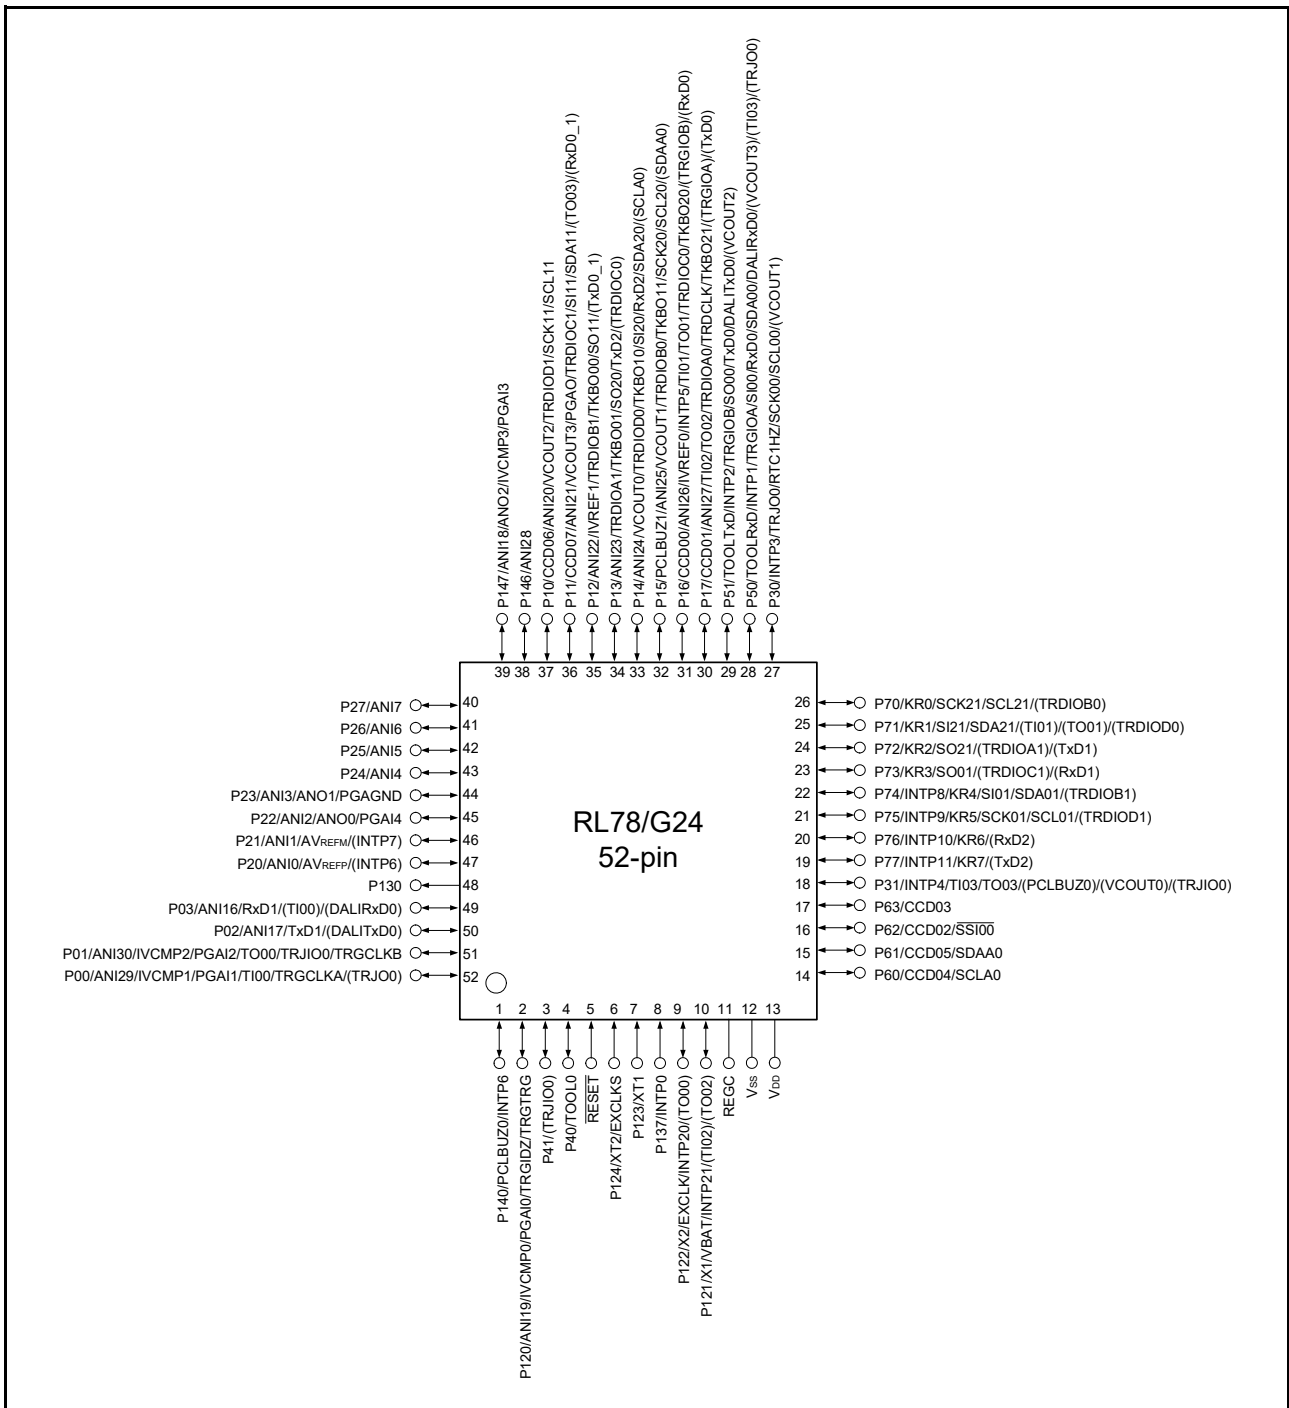 P147/ANI18/ANO2/IVCMP3/PGAI3
P146/ANI28
P10/CCD06/ANI20/VCOUT2/TRDIOD1/SCK11/SCL11
P11/CCD07/ANI21/VCOUT3/PGAO/TRDIOC1/SI11/SDA11/(TO03)/(RxD0_1)
P12/ANI22/IVREF1/TRDIOB1/TKBO00/SO11/(TxD0_1)
P13/ANI23/TRDIOA1/TKBO01/SO20/TxD2/(TRDIOC0)
P14/ANI24/VCOUT0/TRDIOD0/TKBO10/SI20/RxD2/SDA20/(SCLA0)
P15/PCLBUZ1/ANI25/VCOUT1/TRDIOB0/TKBO11/SCK20/SCL20/(SDAA0)
P16/CCD00/ANI26/IVREF0/INTP5/TI01/TO01/TRDIOC0/TKBO20/(TRGIOB)/(RxD0)
P17/CCD01/ANI27/TI02/TO02/TRDIOA0/TRDCLK/TKBO21/(TRGIOA)/(TxD0)
P51/TOOLTxD/INTP2/TRGIOB/SO00/TxD0/DALITxD0/(VCOUT2)
P50/TOOLRxD/INTP1/TRGIOA/SI00/RxD0/SDA00/DALIRxD0/(VCOUT3)/(TI03)/(TRJO0)
P30/INTP3/TRJO0/RTC1HZ/SCK00/SCL00/(VCOUT1)
39 38 37 36 35 34 33 32 31 30 29 28 27
P27/ANI7 40
P26/ANI6 41
P25/ANI5 42
P24/ANI4 43
P23/ANI3/ANO1/PGAGND 44
P22/ANI2/ANO0/PGAI4 45
P21/ANI1/AVREFM/(INTP7) 46
P20/ANI0/AVREFP/(INTP6) 47
P130 48
P03/ANI16/RxD1/(TI00)/(DALIRxD0) 49
P02/ANI17/TxD1/(DALITxD0) 50
P01/ANI30/IVCMP2/PGAI2/TO00/TRJIO0/TRGCLKB 51
P00/ANI29/IVCMP1/PGAI1/TI00/TRGCLKA/(TRJO0) 52
RL78/G24
52-pin
26 P70/KR0/SCK21/SCL21/(TRDIOB0)
25 P71/KR1/SI21/SDA21/(TI01)/(TO01)/(TRDIOD0)
24 P72/KR2/SO21/(TRDIOA1)/(TxD1)
23 P73/KR3/SO01/(TRDIOC1)/(RxD1)
22 P74/INTP8/KR4/SI01/SDA01/(TRDIOB1)
21 P75/INTP9/KR5/SCK01/SCL01/(TRDIOD1)
20 P76/INTP10/KR6/(RxD2)
19 P77/INTP11/KR7/(TxD2)
18 P31/INTP4/TI03/TO03/(PCLBUZ0)/(VCOUT0)/(TRJIO0)
17 P63/CCD03
16 P62/CCD02/SSI00
15 P61/CCD05/SDAA0
14 P60/CCD04/SCLA0
1 2 3 4 5 6 7 8 9 10 11 12 13
P140/PCLBUZ0/INTP6
P120/ANI19/IVCMP0/PGAI0/TRGIDZ/TRGTRG
P41/(TRJIO0)
P40/TOOL0
RESET
P124/XT2/EXCLKS
P123/XT1
P137/INTP0
P122/X2/EXCLK/INTP20/(TO00)
P121/X1/VBAT/INTP21/(TI02)/(TO02)
REGC
VSS
VDD